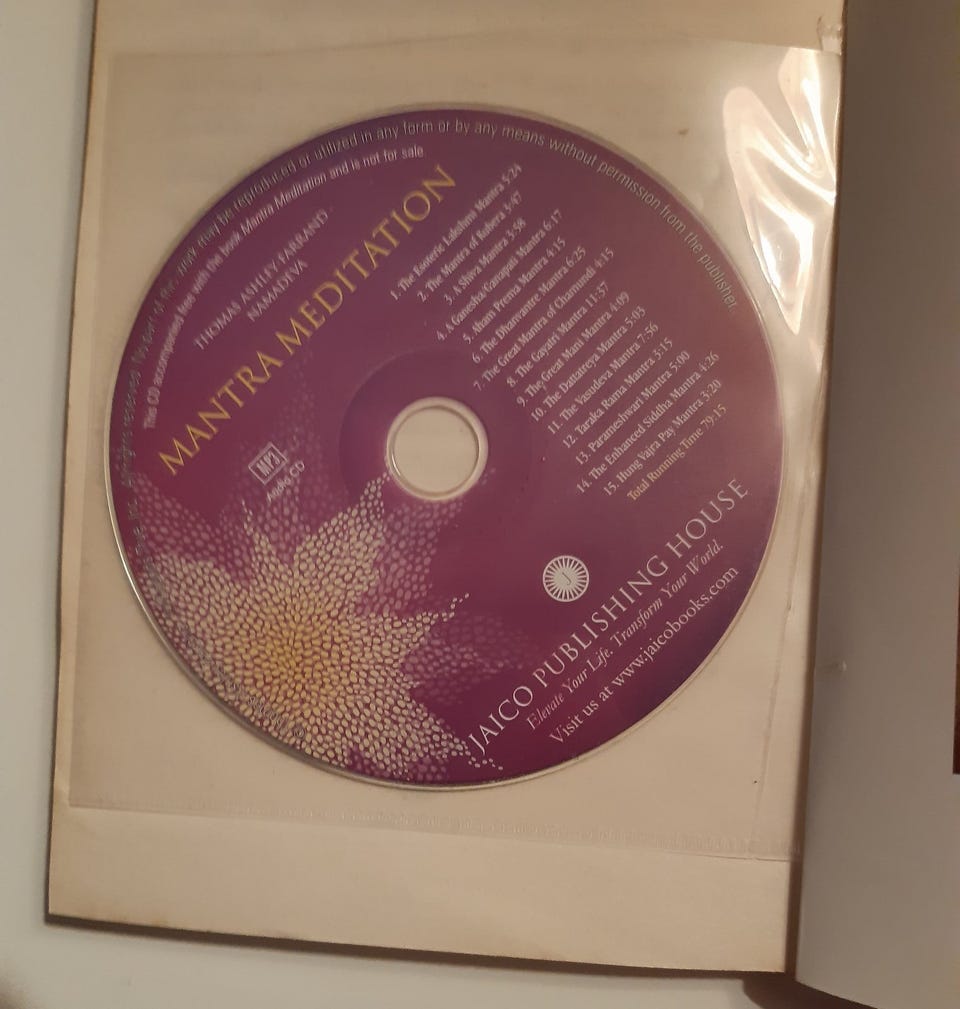 work may be reproduced or utilized in any form or by any means without permission from the publisher.
This CD accompanies free with the book Mantra Meditation and is not for sale
THOMAS ASHLEY-FARRAND
NAMADEVA
MANTRA MEDITATION
1. The Esoteric Lakshmi Mantra 5:24
2. The Mantra of Kubera 6:47
3. A Shiva Mantra 3:58
4. A Ganesha/Ganapati Mantra 6:17
5. Aham Prema Mantra 4:15
6. The Dhanvantre Mantra 6:25
7. The Great Mantra of Chamundi 4:15
8. The Gayatri Mantra 11:37
9. The Great Mani Mantra 4:09
10. The Dattatreya Mantra 5:03
11. The Vasudeva Mantra 7:56
12. Taraka Rama Mantra 3:15
13. Parameshwari Mantra 5:00
14. The Enhanced Siddha Mantra 4:26
15. Hung Vajra Pay Mantra 3:20
Total Running Time 79:15
MP3
Audio CD
J
JAICO PUBLISHING HOUSE
Elevate Your Life. Transform Your World.
Visit us at www.jaicobooks.com